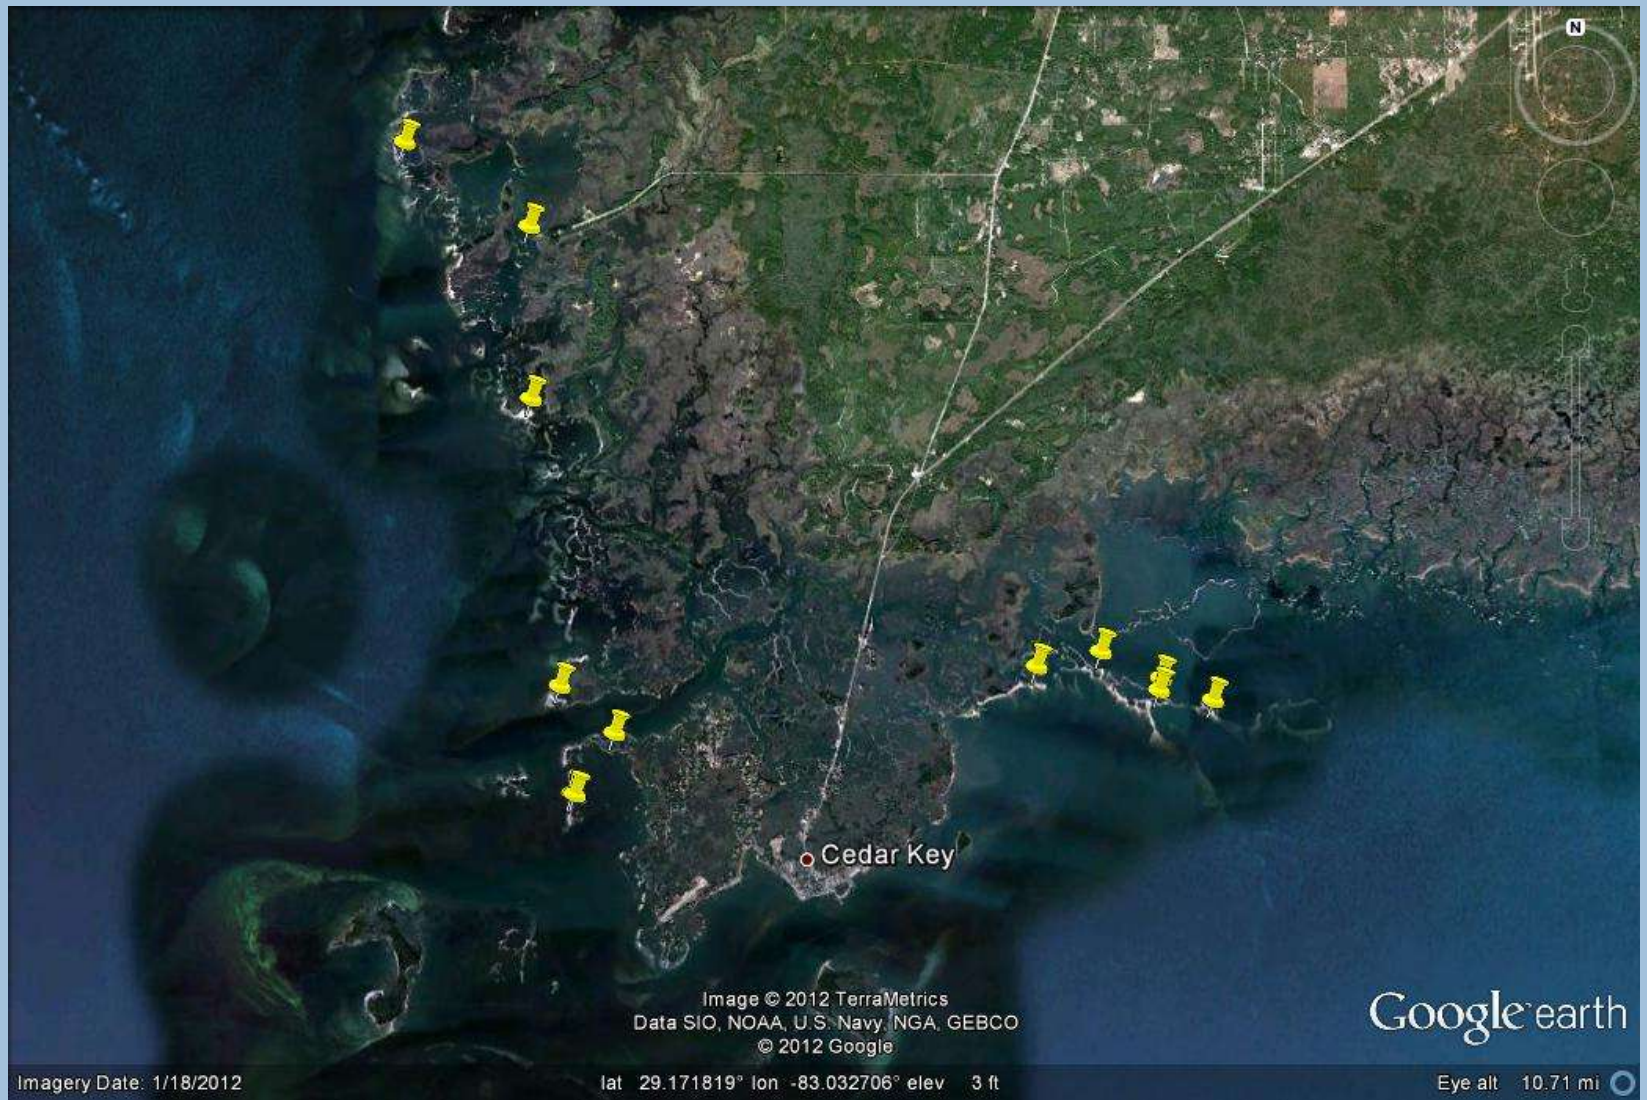 N
Cedar Key
Image © 2012 TerraMetrics
Data SIO, NOAA, U.S. Navy, NGA, GEBCO
© 2012 Google
Google earth
Imagery Date: 1/18/2012
lat 29.171819° lon -83.032706° elev 3 ft
Eye alt 10.71 mi